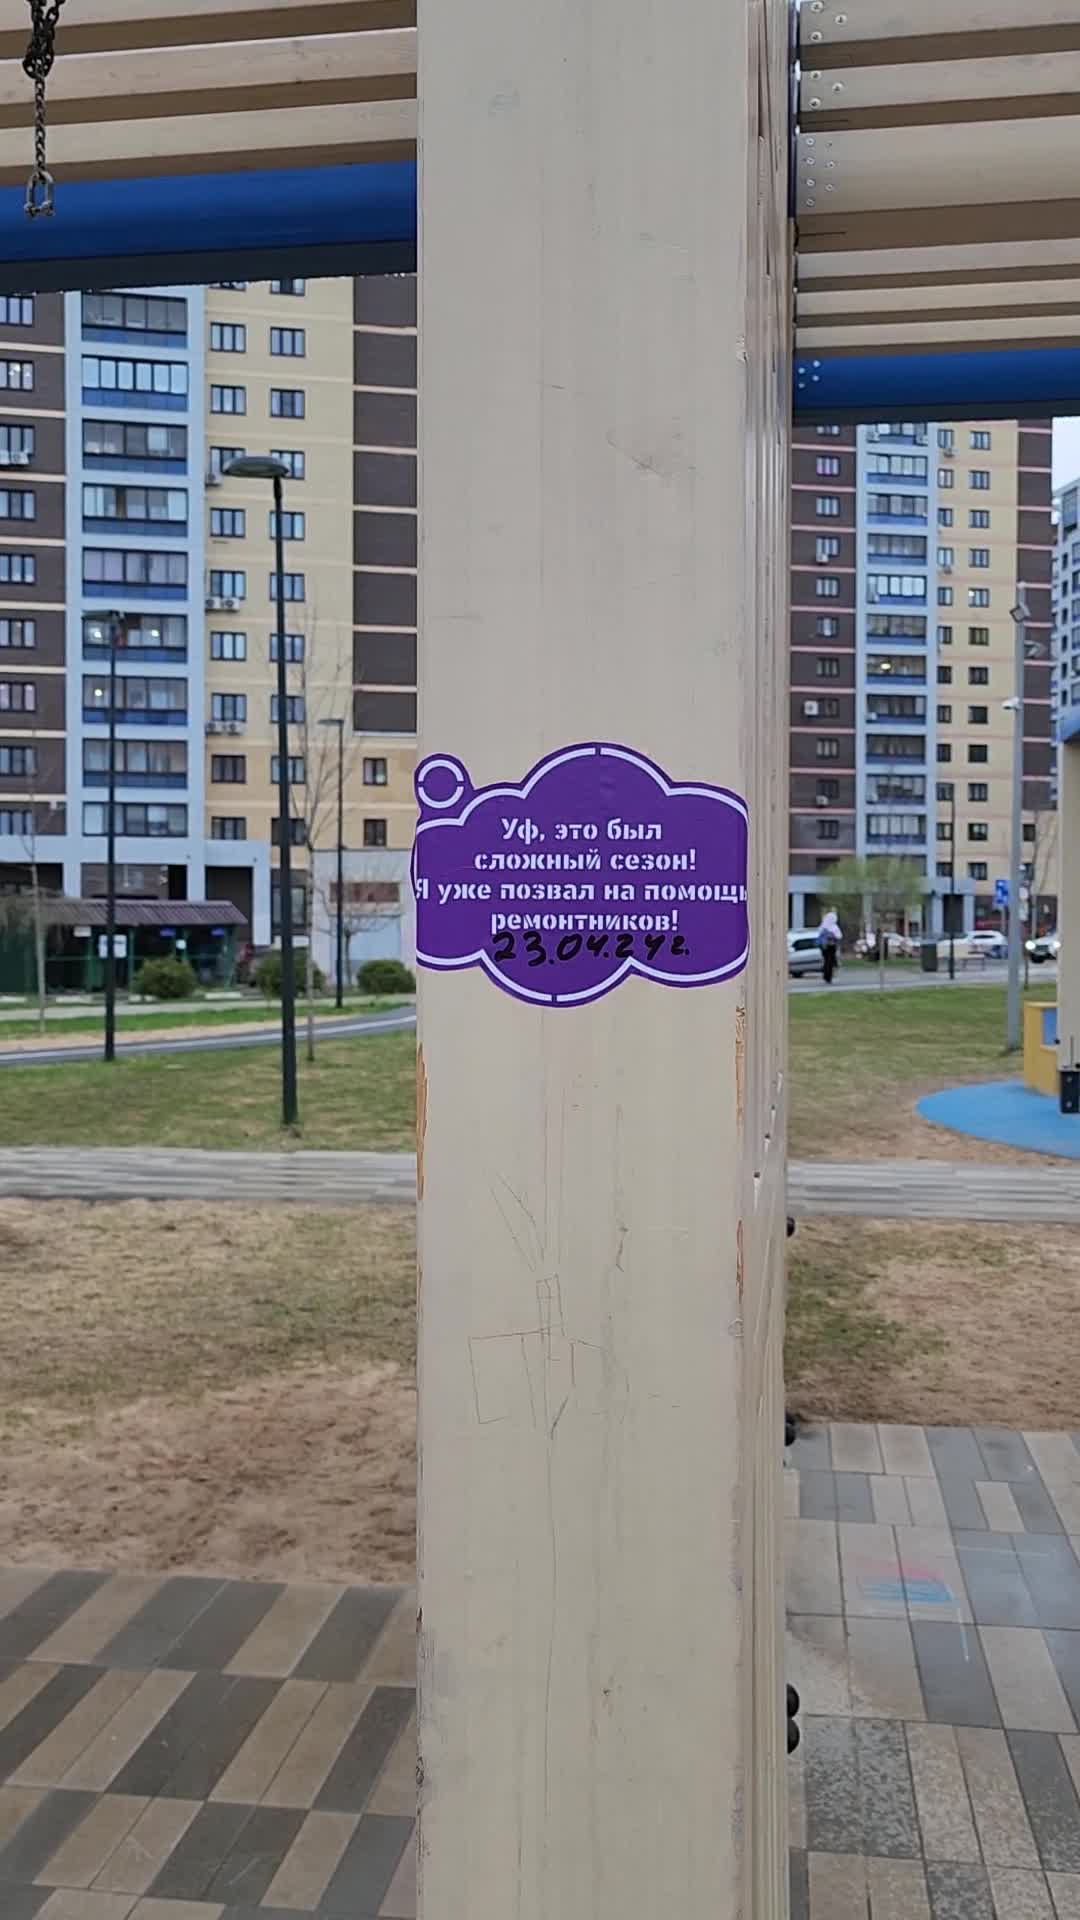 Уф, это был
сложный сезон!
Я уже позвал на помощь
ремонтников!
23.04.24г.